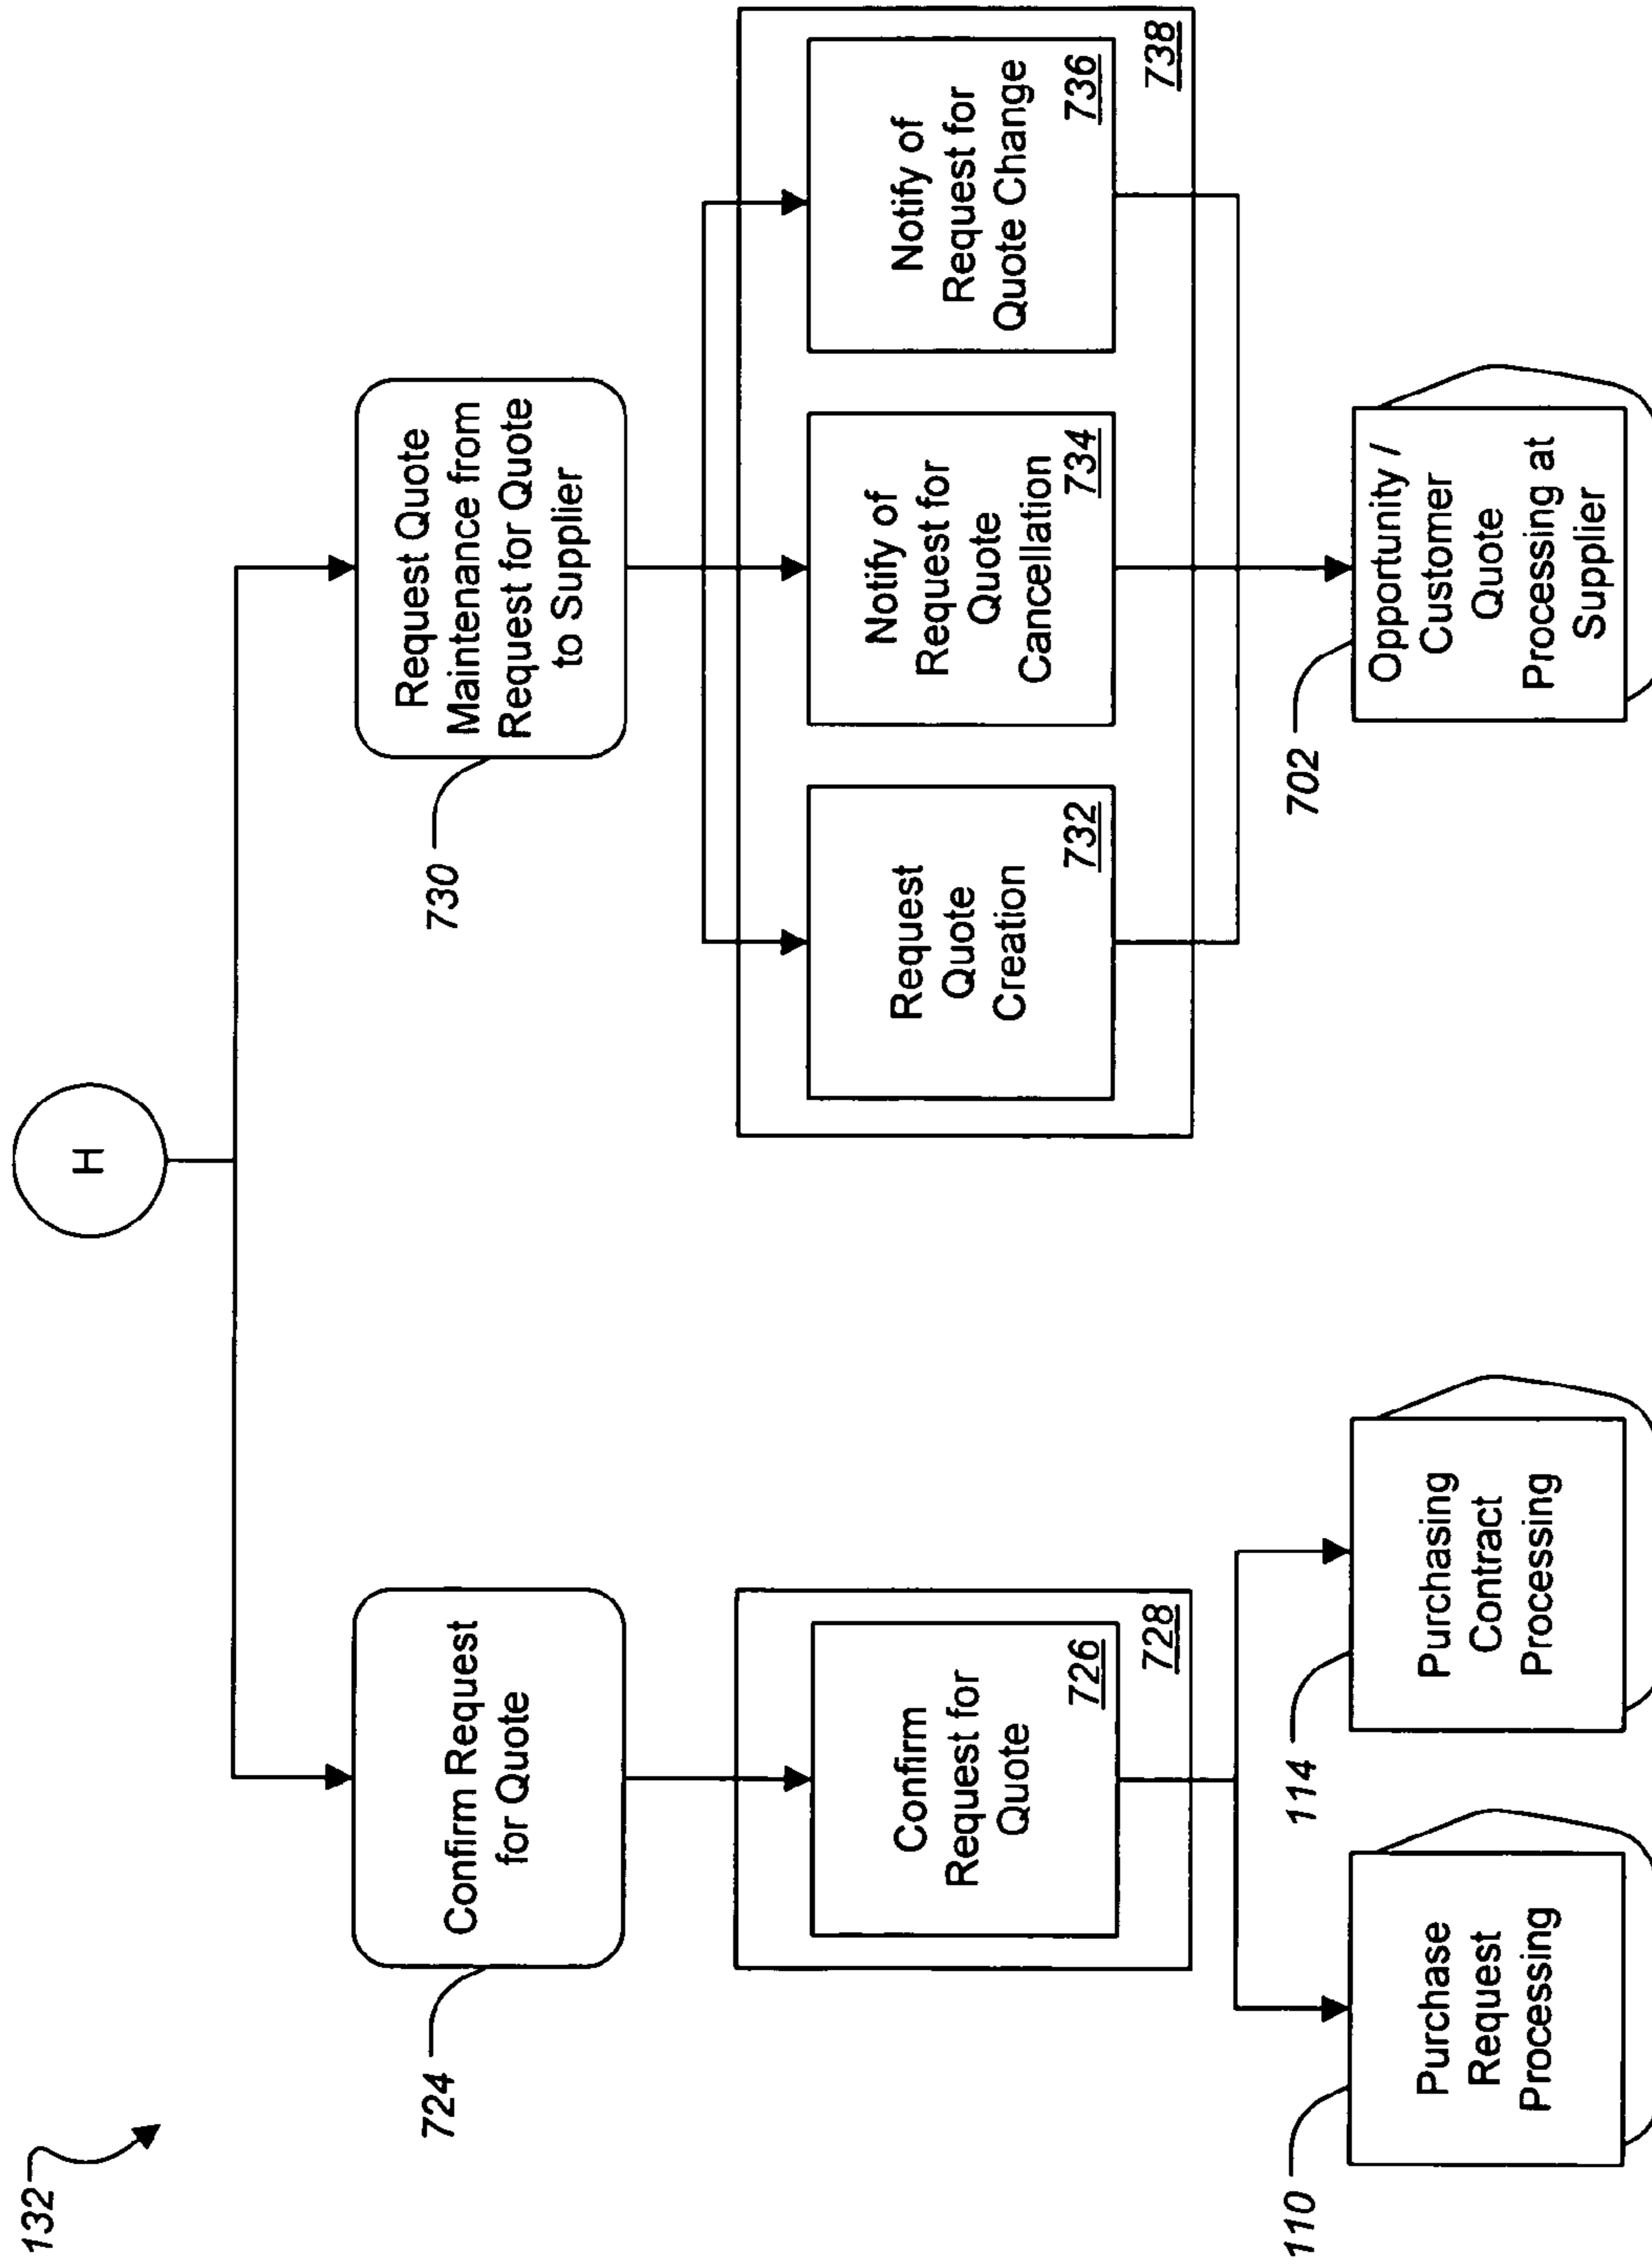 132
H
724
Confirm Request
for Quote
730
Request Quote
Maintenance from
Request for Quote
to Supplier
Confirm
Request for
Quote
726
728
Request
Quote
Creation
732
Notify of
Request for
Quote
Cancellation
734
Notify of
Request for
Quote Change
736
738
110
Purchase
Request
Processing
114
Purchasing
Contract
Processing
702
Opportunity /
Customer
Quote
Processing at
Supplier